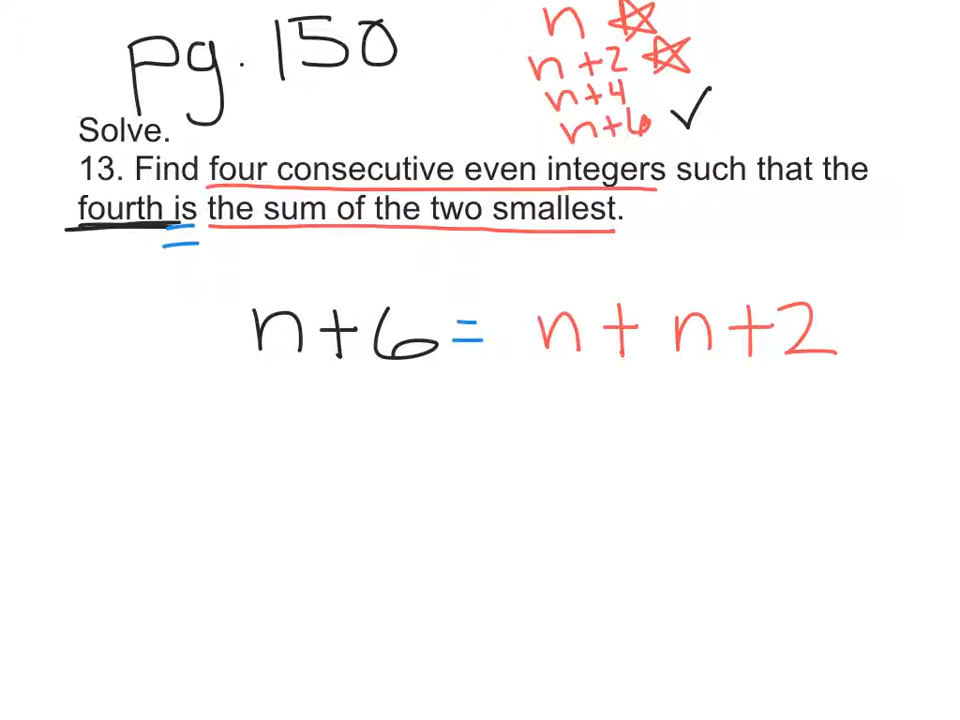 n
pg. 150
n +2
n+4
n+6
Solve.
13. Find four consecutive even integers such that the
fourth is the sum of the two smallest.
n+6 = n + n +2